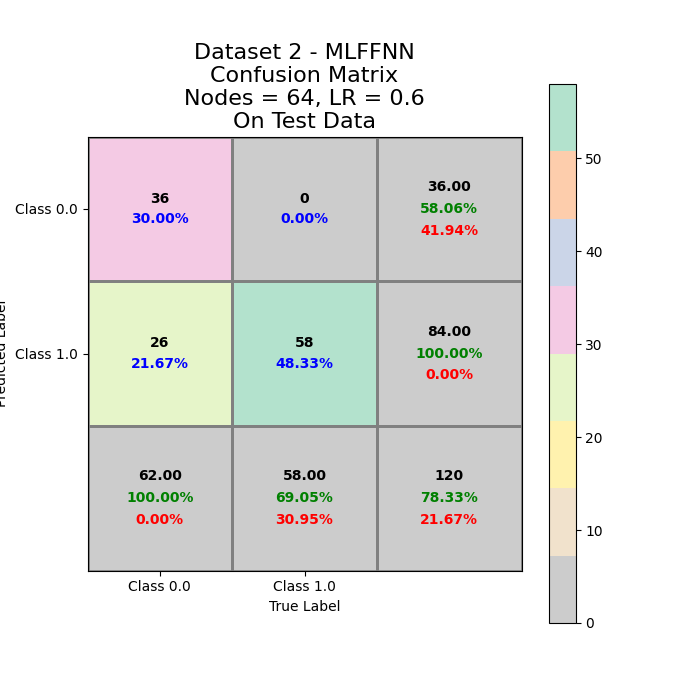 Dataset 2 - MLFFNN
Confusion Matrix
Nodes = 64, LR = 0.6
On Test Data
Class 0.0
36
30.00%
0
0.00%
36.00
58.06%
41.94%
Class 1.0
26
21.67%
58
48.33%
84.00
100.00%
0.00%
62.00
100.00%
0.00%
58.00
69.05%
30.95%
120
78.33%
21.67%
Class 0.0
Class 1.0
True Label
Predicted Label
50
40
30
20
10
0